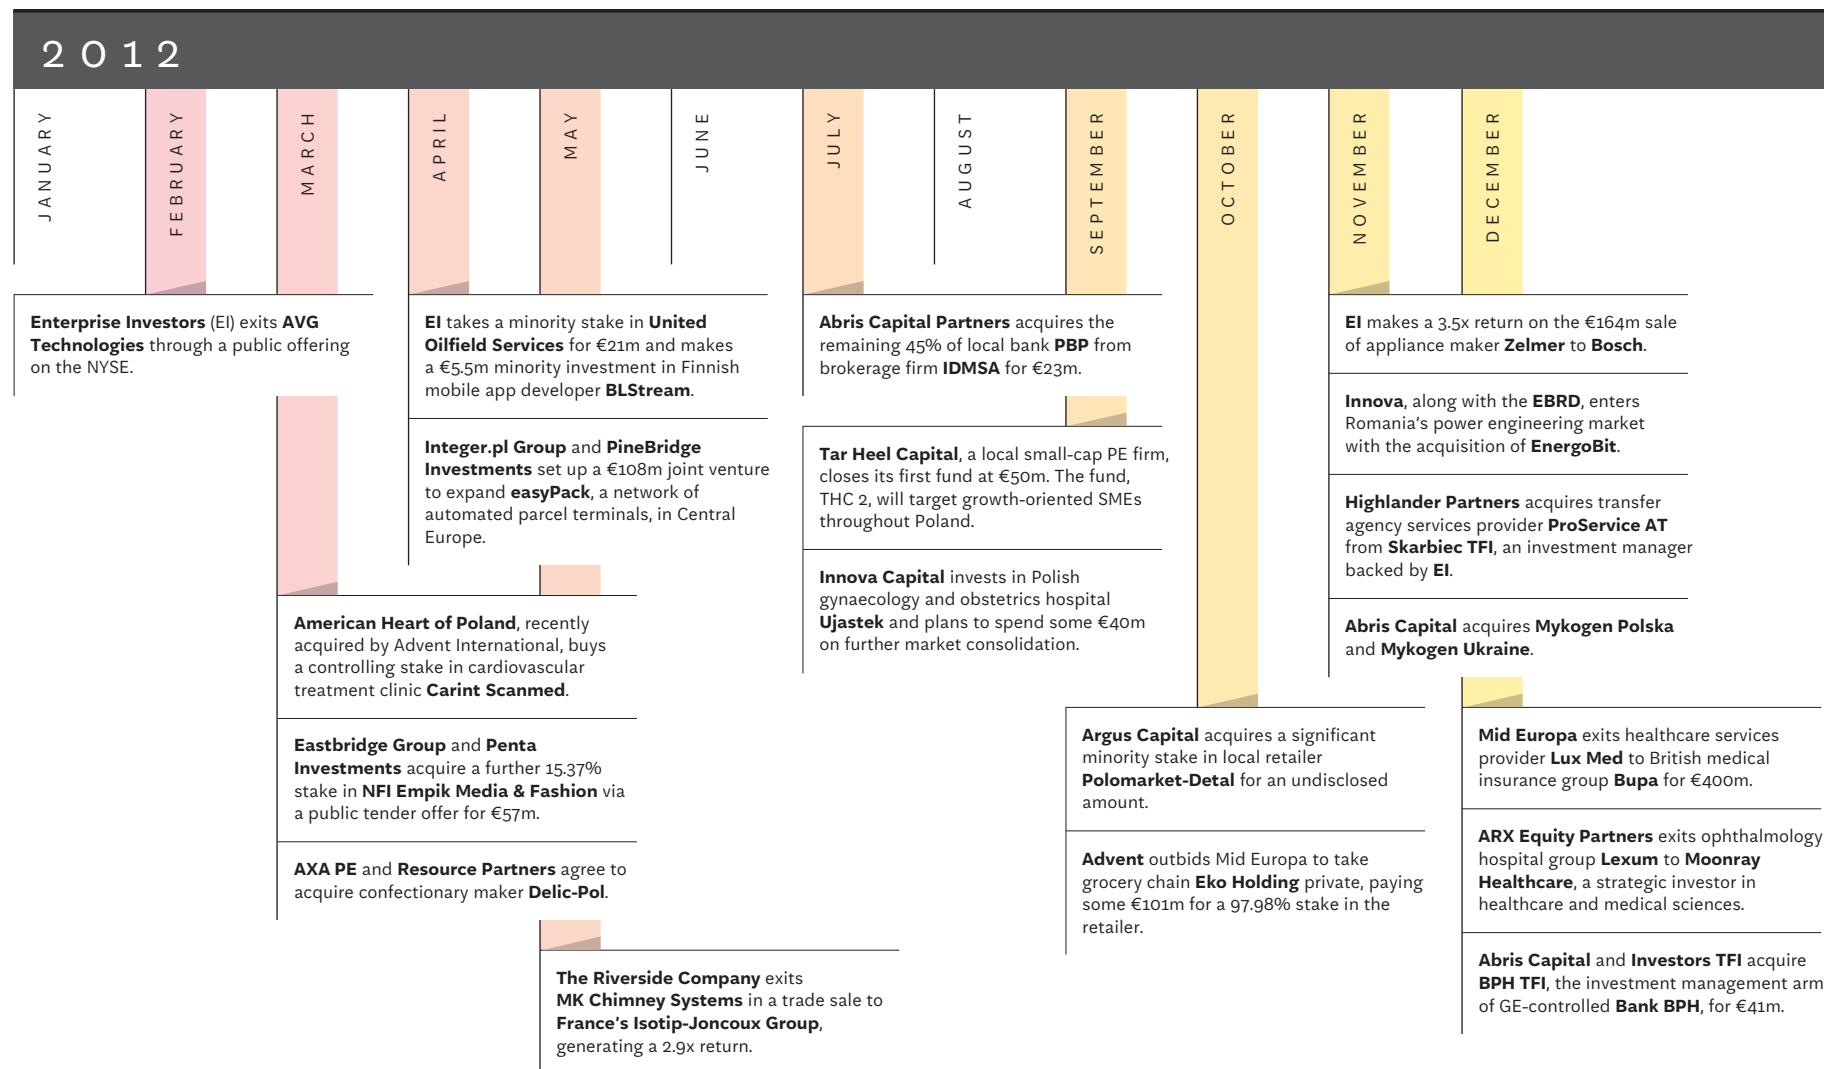 2012
JANUARY
FEBRUARY
MARCH
APRIL
MAY
JUNE
JULY
AUGUST
SEPTEMBER
OCTOBER
NOVEMBER
DECEMBER
Enterprise Investors (EI) exits AVG
Technologies through a public offering
on the NYSE.
American Heart of Poland, recently
acquired by Advent International, buys
a controlling stake in cardiovascular
treatment clinic Carint Scanmed.
Eastbridge Group and Penta
Investments acquire a further 15.37%
stake in NFI Empik Media & Fashion via
a public tender offer for €57m.
AXA PE and Resource Partners agree to
acquire confectionary maker Delic-Pol.
EI takes a minority stake in United
Oilfield Services for €21m and makes
a €5.5m minority investment in Finnish
mobile app developer BLStream.
Integer.pl Group and PineBridge
Investments set up a €108m joint venture
to expand easyPack, a network of
automated parcel terminals, in Central
Europe.
The Riverside Company exits
MK Chimney Systems in a trade sale to
France's Isotip-Joncoux Group,
generating a 2.9x return.
Abris Capital Partners acquires the
remaining 45% of local bank PBP from
brokerage firm IDMSA for €23m.
Tar Heel Capital, a local small-cap PE firm,
closes its first fund at €50m. The fund,
THC 2, will target growth-oriented SMEs
throughout Poland.
Innova Capital invests in Polish
gynaecology and obstetrics hospital
Ujastek and plans to spend some €40m
on further market consolidation.
Argus Capital acquires a significant
minority stake in local retailer
Polomarket-Detal for an undisclosed
amount.
Advent outbids Mid Europa to take
grocery chain Eko Holding private, paying
some €101m for a 97.98% stake in the
retailer.
EI makes a 3.5x return on the €164m sale
of appliance maker Zelmer to Bosch.
Innova, along with the EBRD, enters
Romania's power engineering market
with the acquisition of EnergoBit.
Highlander Partners acquires transfer
agency services provider ProService AT
from Skarbiec TFI, an investment manager
backed by EI.
Abris Capital acquires Mykogen Polska
and Mykogen Ukraine.
Mid Europa exits healthcare services
provider Lux Med to British medical
insurance group Bupa for €400m.
ARX Equity Partners exits ophthalmology
hospital group Lexum to Moonray
Healthcare, a strategic investor in
healthcare and medical sciences.
Abris Capital and Investors TFI acquire
BPH TFI, the investment management arm
of GE-controlled Bank BPH, for €41m.